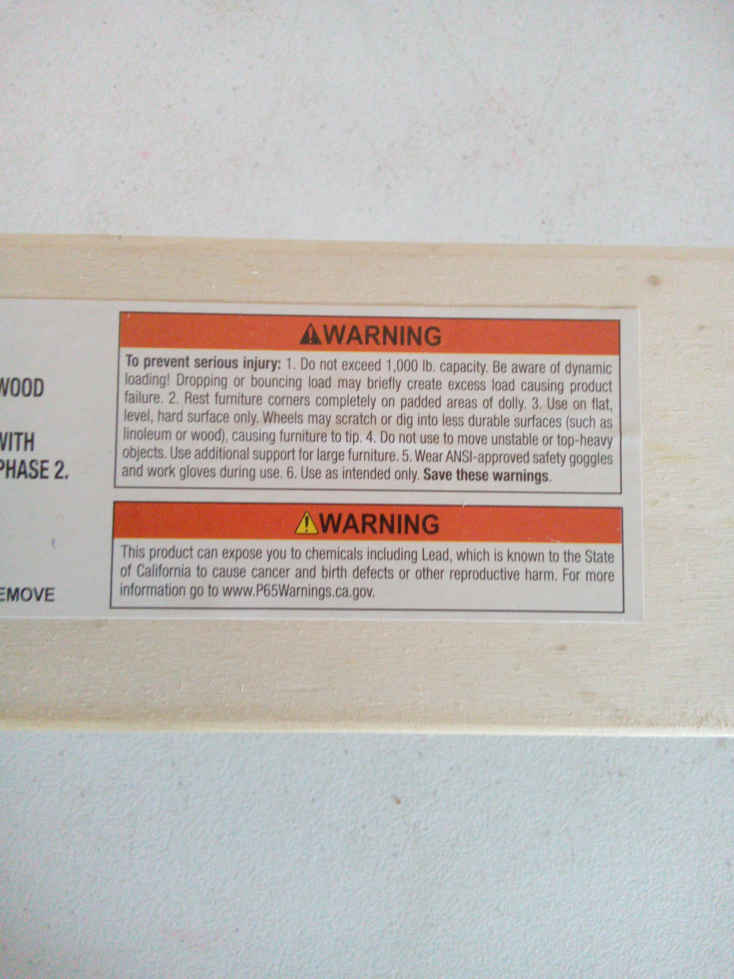 WOOD
WITH
PHASE 2.
EMOVE
WARNING
To prevent serious injury: 1. Do not exceed 1,000 lb. capacity. Be aware of dynamic
loading! Dropping or bouncing load may briefly create excess load causing product
failure. 2. Rest furniture corners completely on padded areas of dolly. 3. Use on flat,
level, hard surface only. Wheels may scratch or dig into less durable surfaces (such as
linoleum or wood), causing furniture to tip. 4. Do not use to move unstable or top-heavy
objects. Use additional support for large furniture. 5. Wear ANSI-approved safety goggles
and work gloves during use. 6. Use as intended only. Save these warnings.
WARNING
This product can expose you to chemicals including Lead, which is known to the State
of California to cause cancer and birth defects or other reproductive harm. For more
information go to www.P65Warnings.ca.gov.